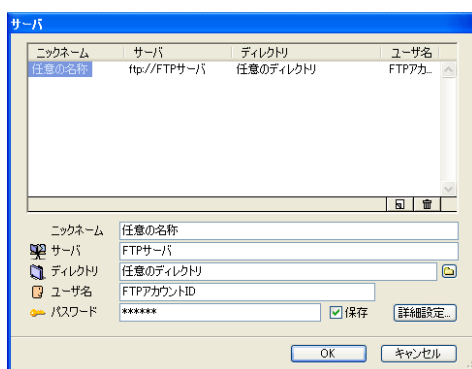 サーバ
ニックネーム サーバ ディレクトリ ユーザ名
任意の名称 ftp://FTPサーバ 任意のディレクトリ FTPアカ...
ニックネーム 任意の名称
サーバ FTPサーバ
ディレクトリ 任意のディレクトリ
ユーザ名 FTPアカウントID
パスワード ****** 保存 詳細設定...
OK キャンセル